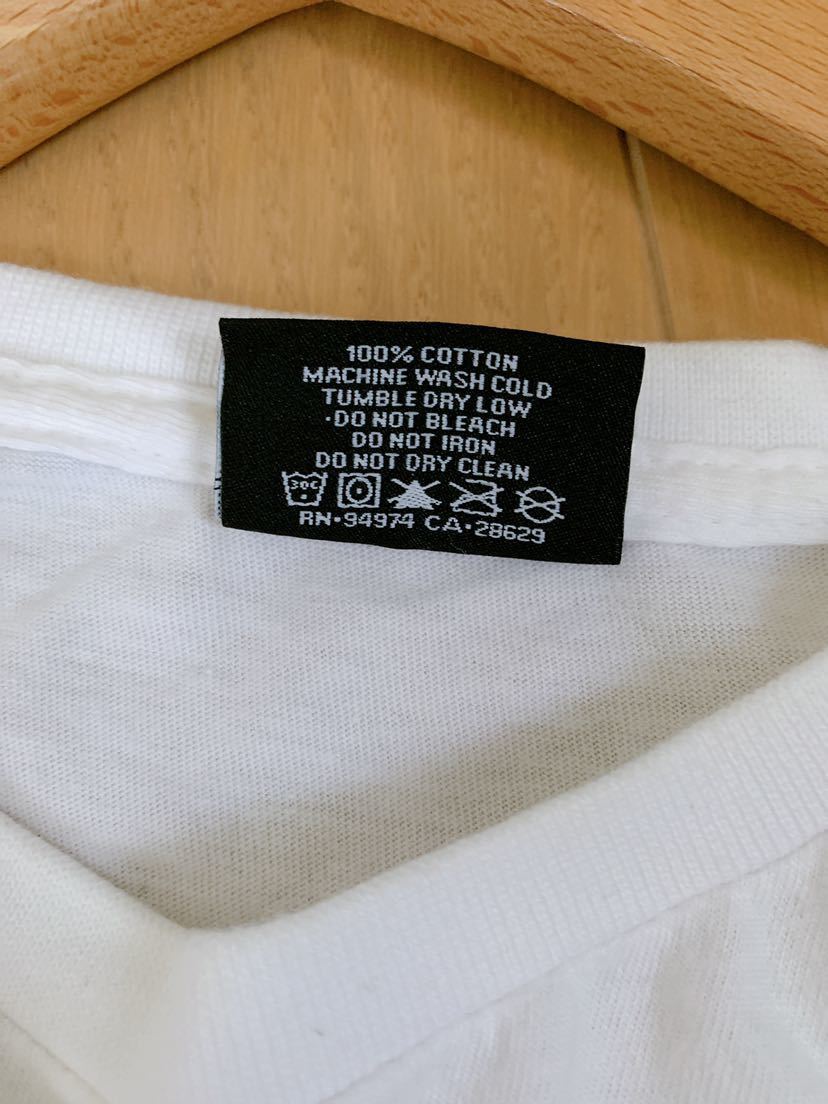 100% COTTON
MACHINE WASH COLD
TUMBLE DRY LOW
·DO NOT BLEACH
DO NOT IRON
DO NOT DRY CLEAN
30C
RN·94974 CA·28629